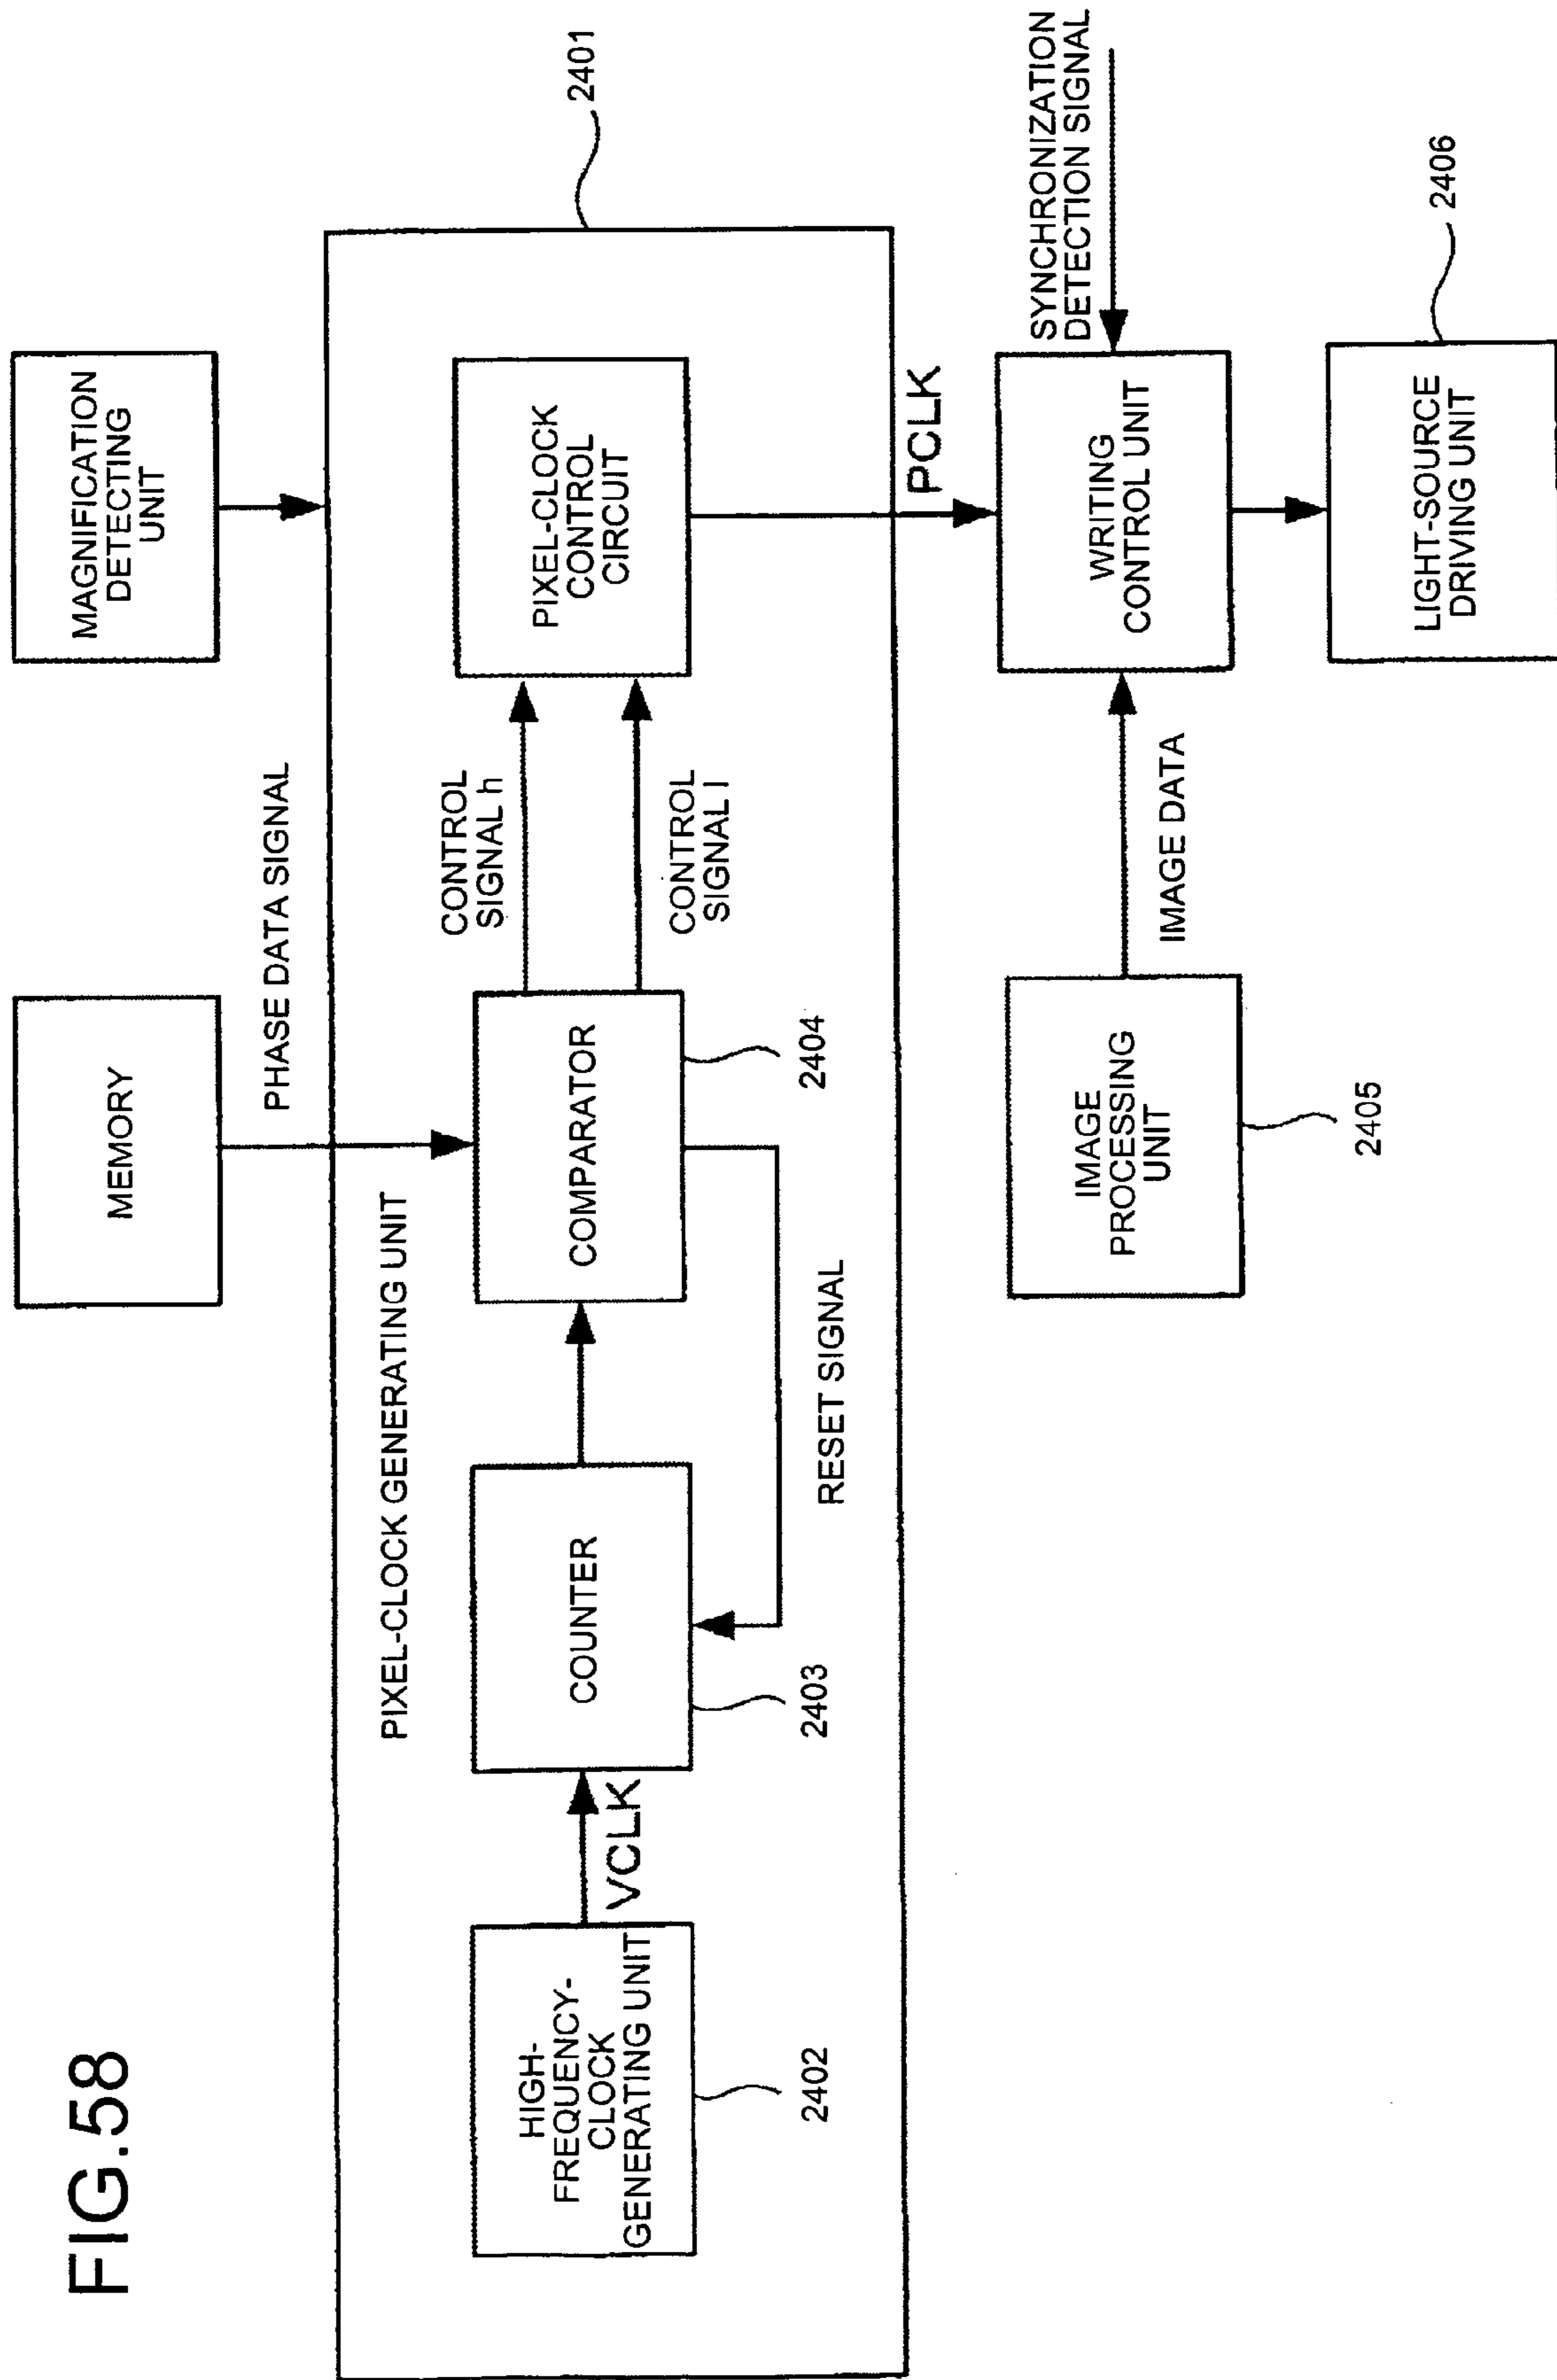 FIG.58
MEMORY
MAGNIFICATION
DETECTING
UNIT
PHASE DATA SIGNAL
PIXEL-CLOCK GENERATING UNIT
2401
HIGH-
FREQUENCY-
CLOCK
GENERATING UNIT
2402
VCLK
COUNTER
2403
COMPARATOR
2404
RESET SIGNAL
CONTROL
SIGNAL h
CONTROL
SIGNAL l
PIXEL-CLOCK
CONTROL
CIRCUIT
PCLK
SYNCHRONIZATION
DETECTION SIGNAL
IMAGE
PROCESSING
UNIT
2405
IMAGE DATA
WRITING
CONTROL UNIT
LIGHT-SOURCE
DRIVING UNIT
2406